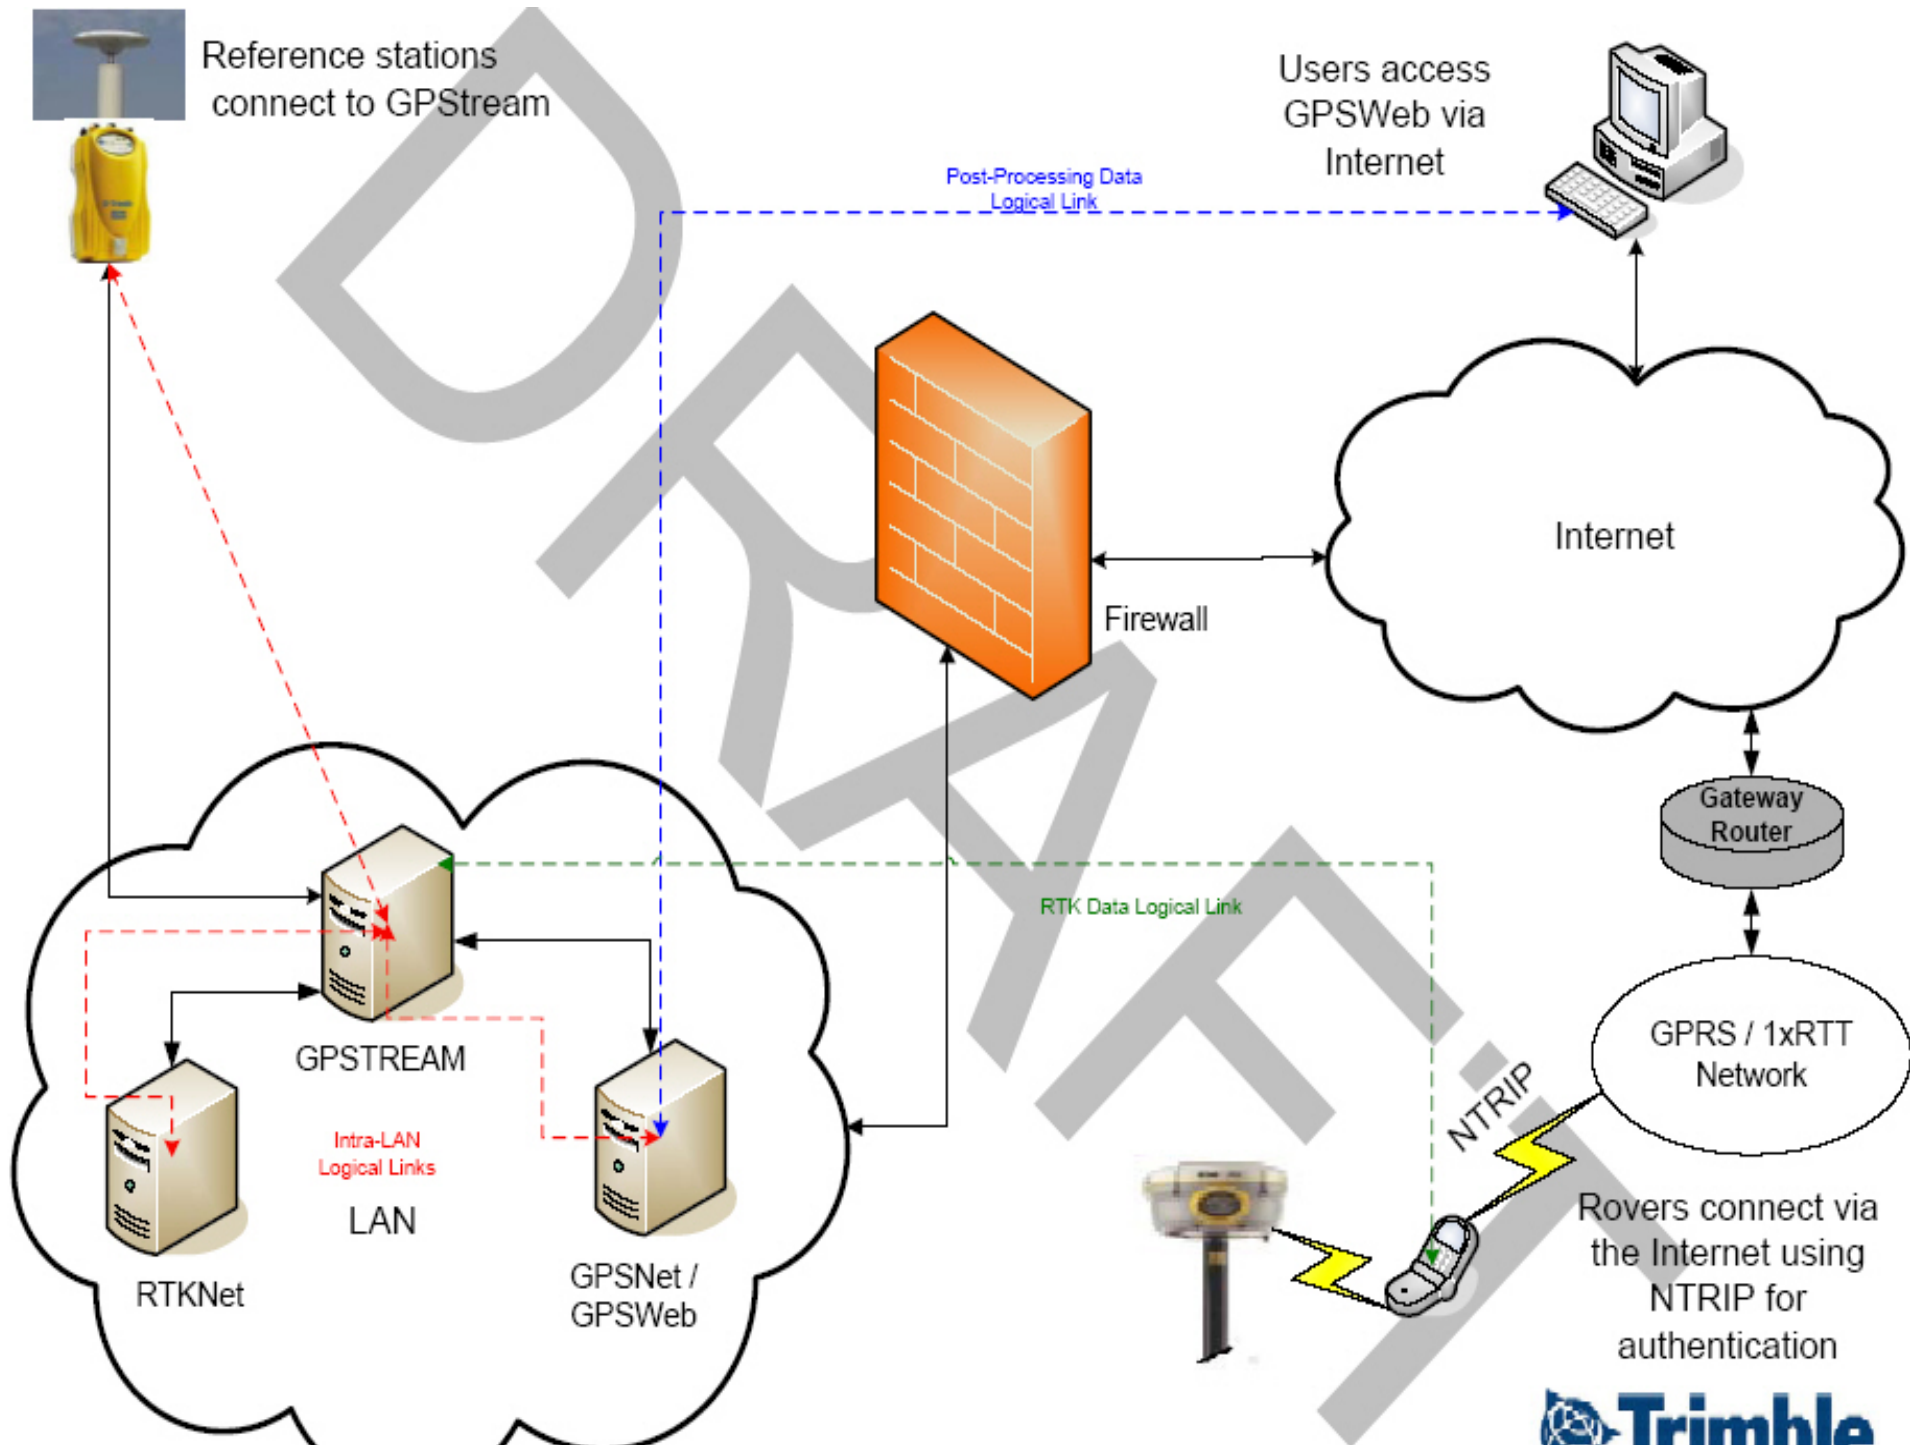 Reference stations
connect to GPStream
Users access
GPSWeb via
Internet
Post-Processing Data
Logical Link
DRAFT
Internet
Firewall
Gateway
Router
RTK Data Logical Link
GPRS / 1xRTT
Network
NTRIP
GPSTREAM
Intra-LAN
Logical Links
LAN
RTKNet
GPSNet /
GPSWeb
Rovers connect via
the Internet using
NTRIP for
authentication
Trimble